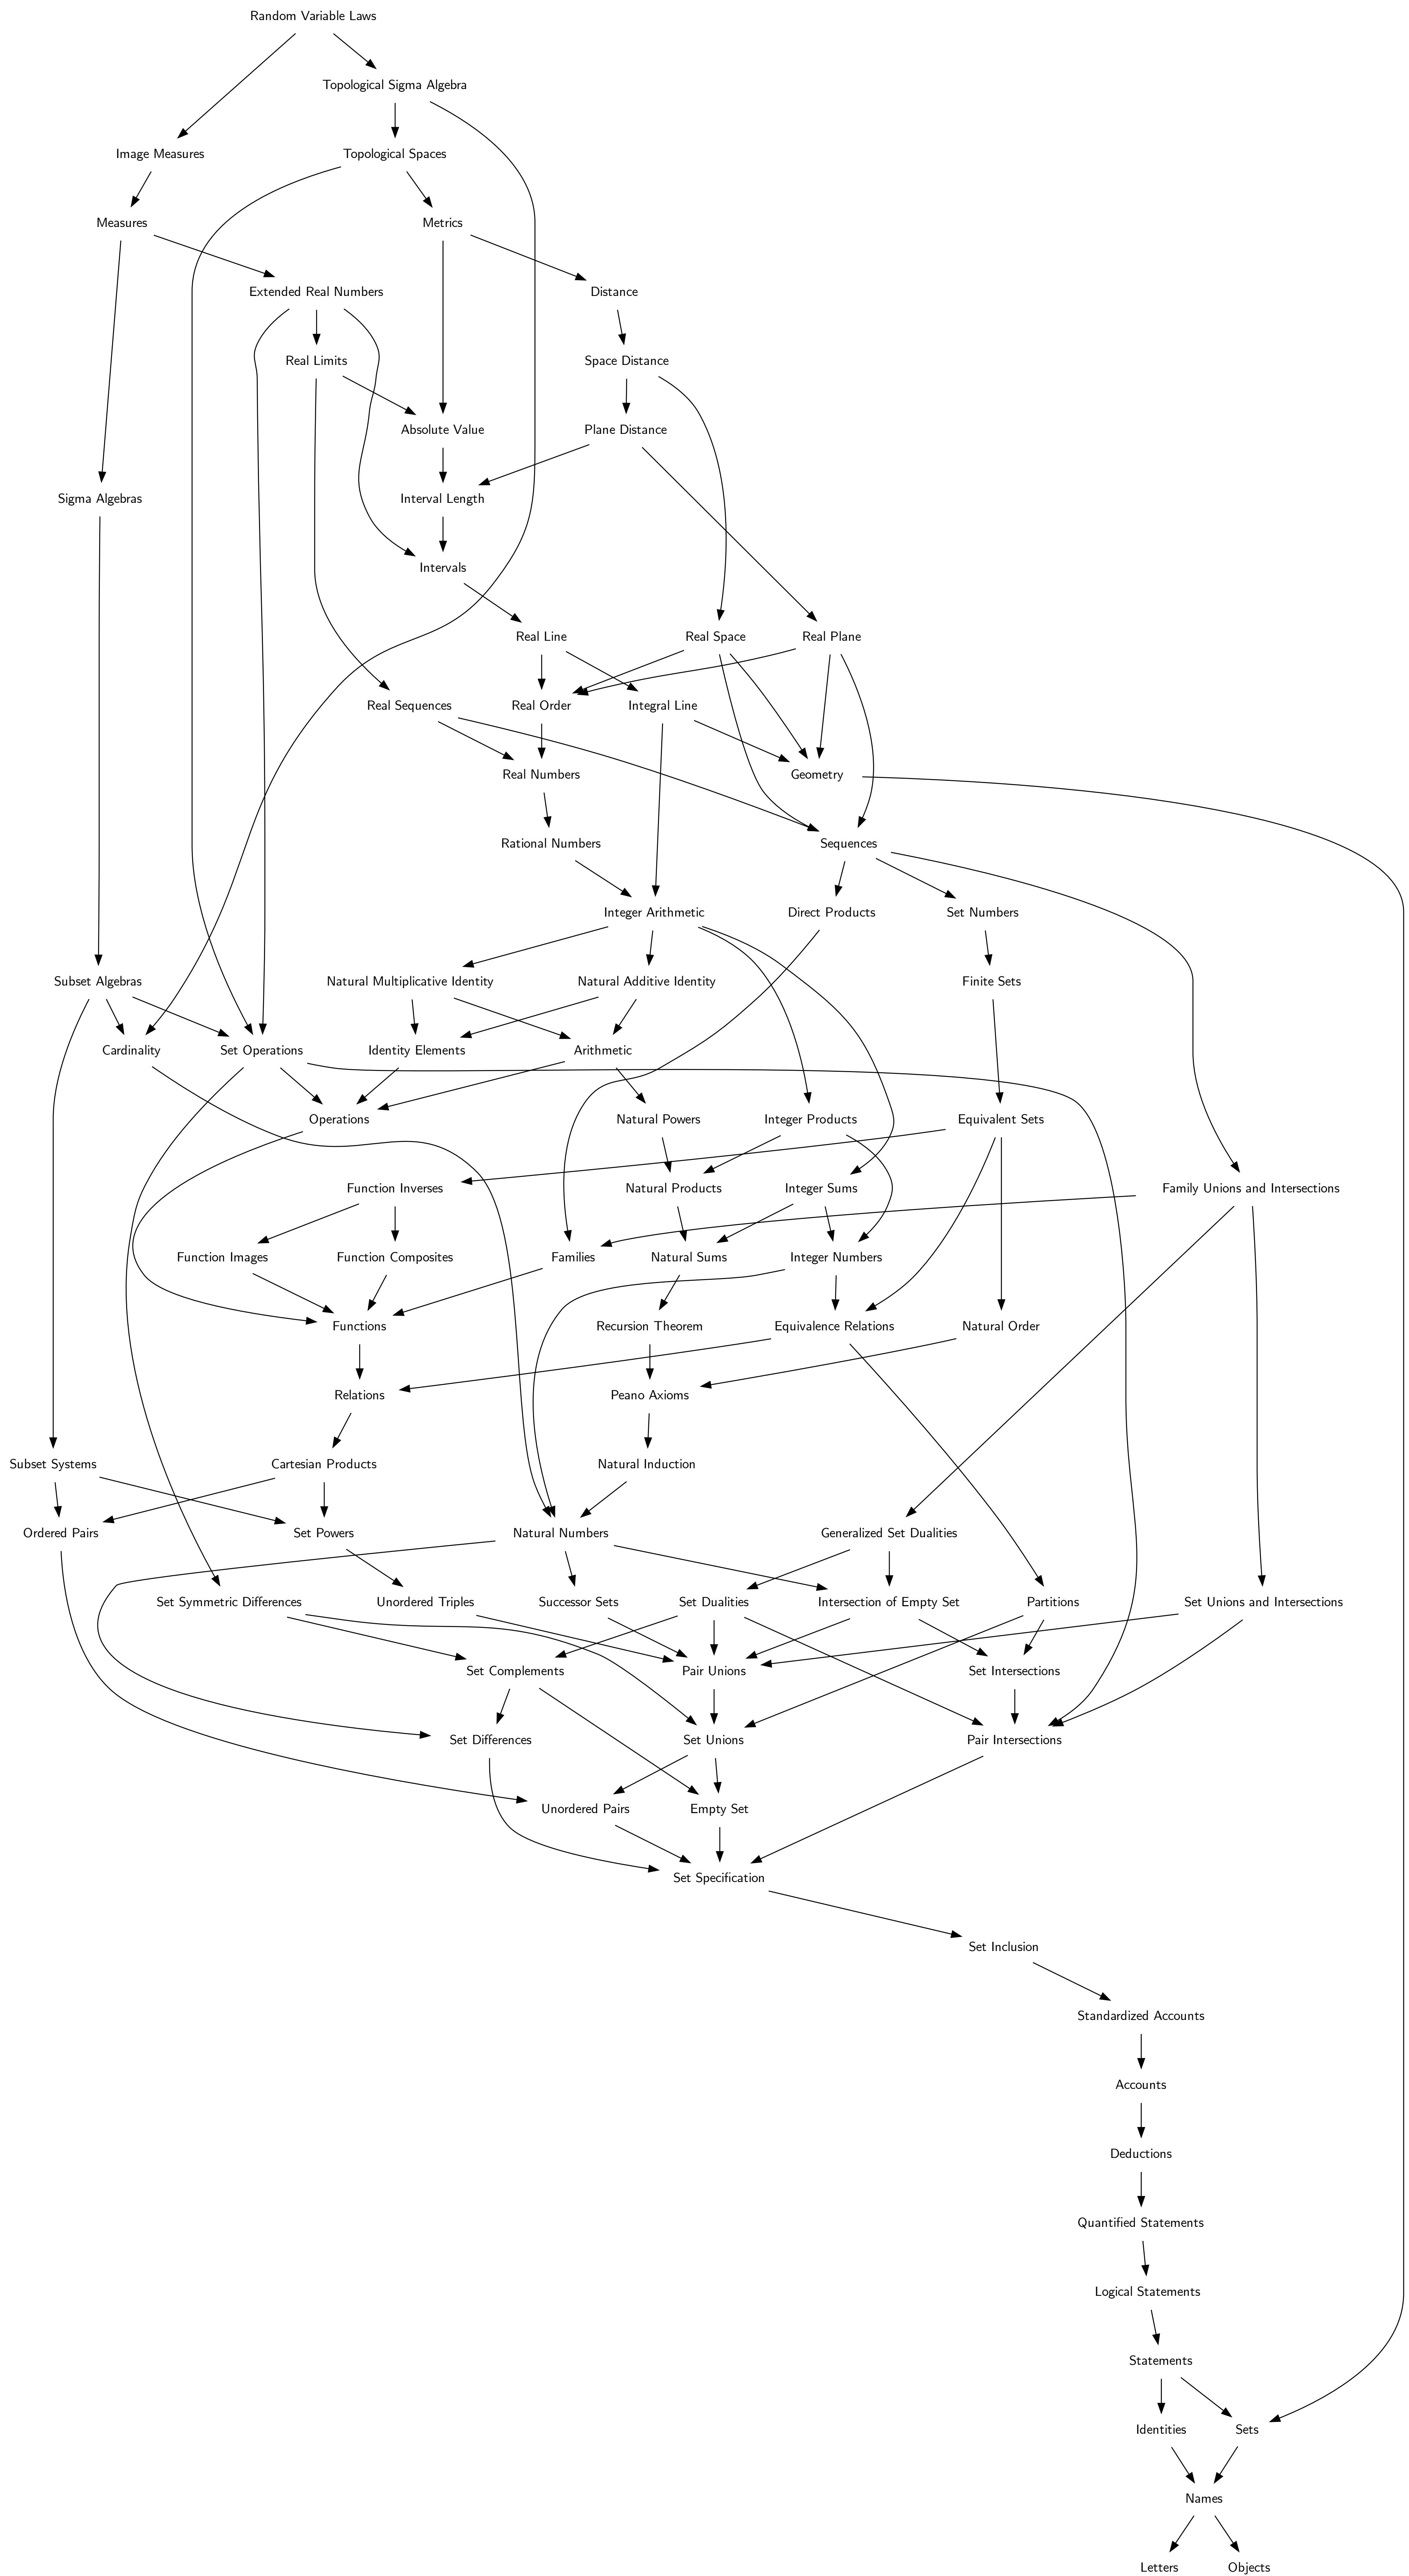 Random Variable Laws
Topological Sigma Algebra
Image Measures
Topological Spaces
Measures
Metrics
Extended Real Numbers
Distance
Real Limits
Space Distance
Absolute Value
Plane Distance
Sigma Algebras
Interval Length
Intervals
Real Line
Real Space
Real Plane
Real Sequences
Real Order
Integral Line
Real Numbers
Geometry
Rational Numbers
Sequences
Integer Arithmetic
Direct Products
Set Numbers
Subset Algebras
Natural Multiplicative Identity
Natural Additive Identity
Finite Sets
Cardinality
Set Operations
Identity Elements
Arithmetic
Operations
Natural Powers
Integer Products
Equivalent Sets
Function Inverses
Natural Products
Integer Sums
Family Unions and Intersections
Function Images
Function Composites
Families
Natural Sums
Integer Numbers
Functions
Recursion Theorem
Equivalence Relations
Natural Order
Relations
Peano Axioms
Subset Systems
Cartesian Products
Natural Induction
Ordered Pairs
Set Powers
Natural Numbers
Generalized Set Dualities
Set Symmetric Differences
Unordered Triples
Successor Sets
Set Dualities
Intersection of Empty Set
Partitions
Set Unions and Intersections
Set Complements
Pair Unions
Set Intersections
Set Differences
Set Unions
Pair Intersections
Unordered Pairs
Empty Set
Set Specification
Set Inclusion
Standardized Accounts
Accounts
Deductions
Quantified Statements
Logical Statements
Statements
Identities
Sets
Names
Letters
Objects